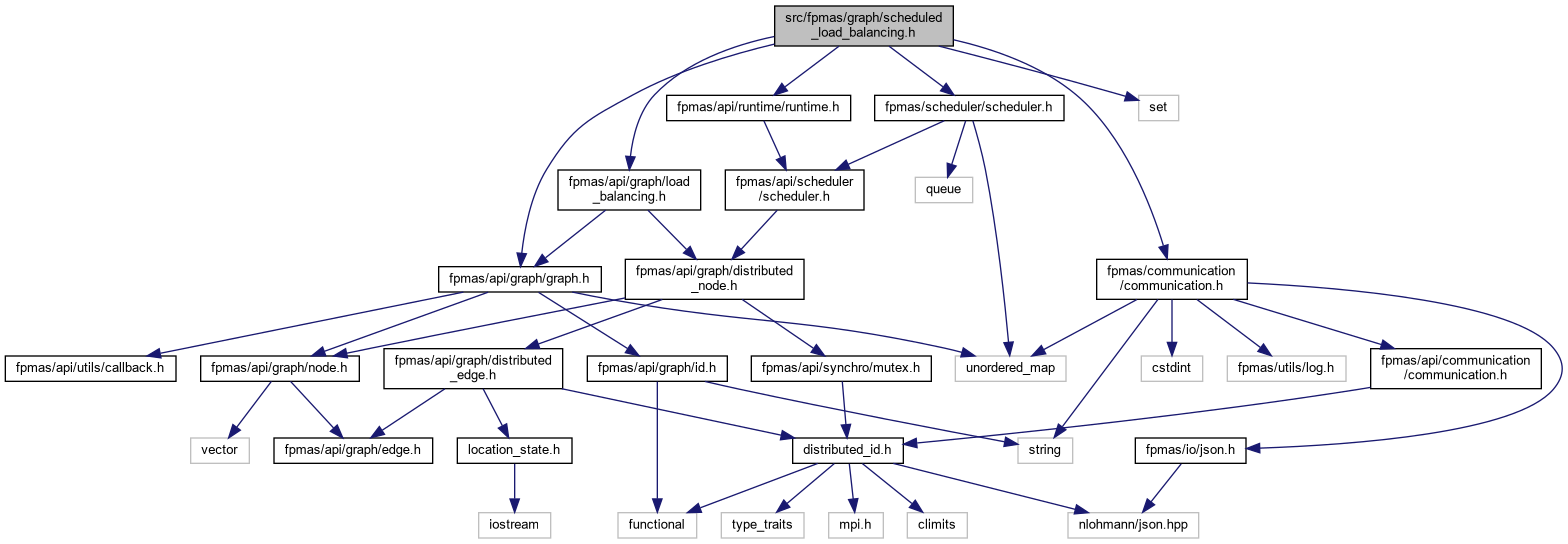 src/fpmas/graph/scheduled
_load_balancing.h
fpmas/api/runtime/runtime.h
fpmas/scheduler/scheduler.h
set
fpmas/api/graph/load
_balancing.h
fpmas/api/scheduler
/scheduler.h
queue
fpmas/api/graph/graph.h
fpmas/api/graph/distributed
_node.h
fpmas/communication
/communication.h
fpmas/api/utils/callback.h
fpmas/api/graph/node.h
fpmas/api/graph/distributed
_edge.h
fpmas/api/graph/id.h
fpmas/api/synchro/mutex.h
unordered_map
cstdint
fpmas/utils/log.h
fpmas/api/communication
/communication.h
vector
fpmas/api/graph/edge.h
location_state.h
distributed_id.h
string
fpmas/io/json.h
iostream
functional
type_traits
mpi.h
climits
nlohmann/json.hpp